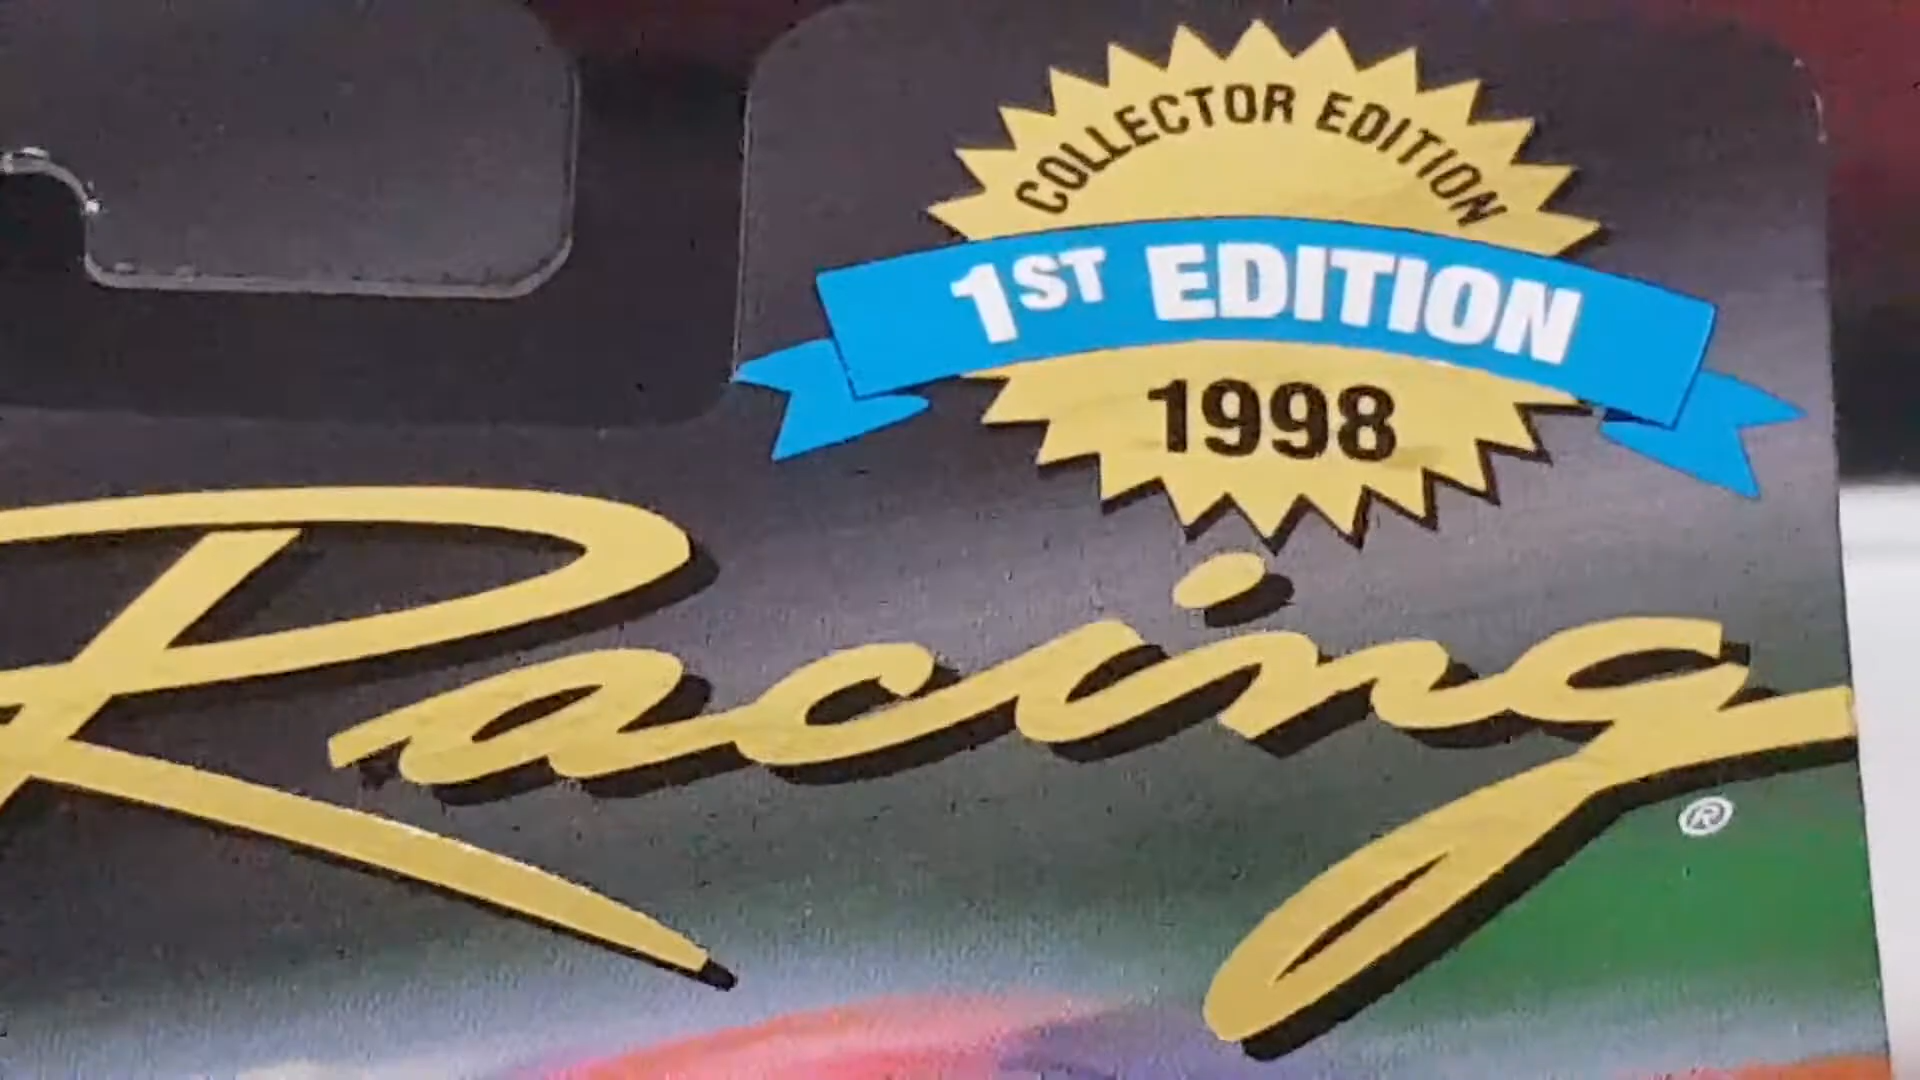 COLLECTOR EDITION
1ST EDITION
1998
Racing
®